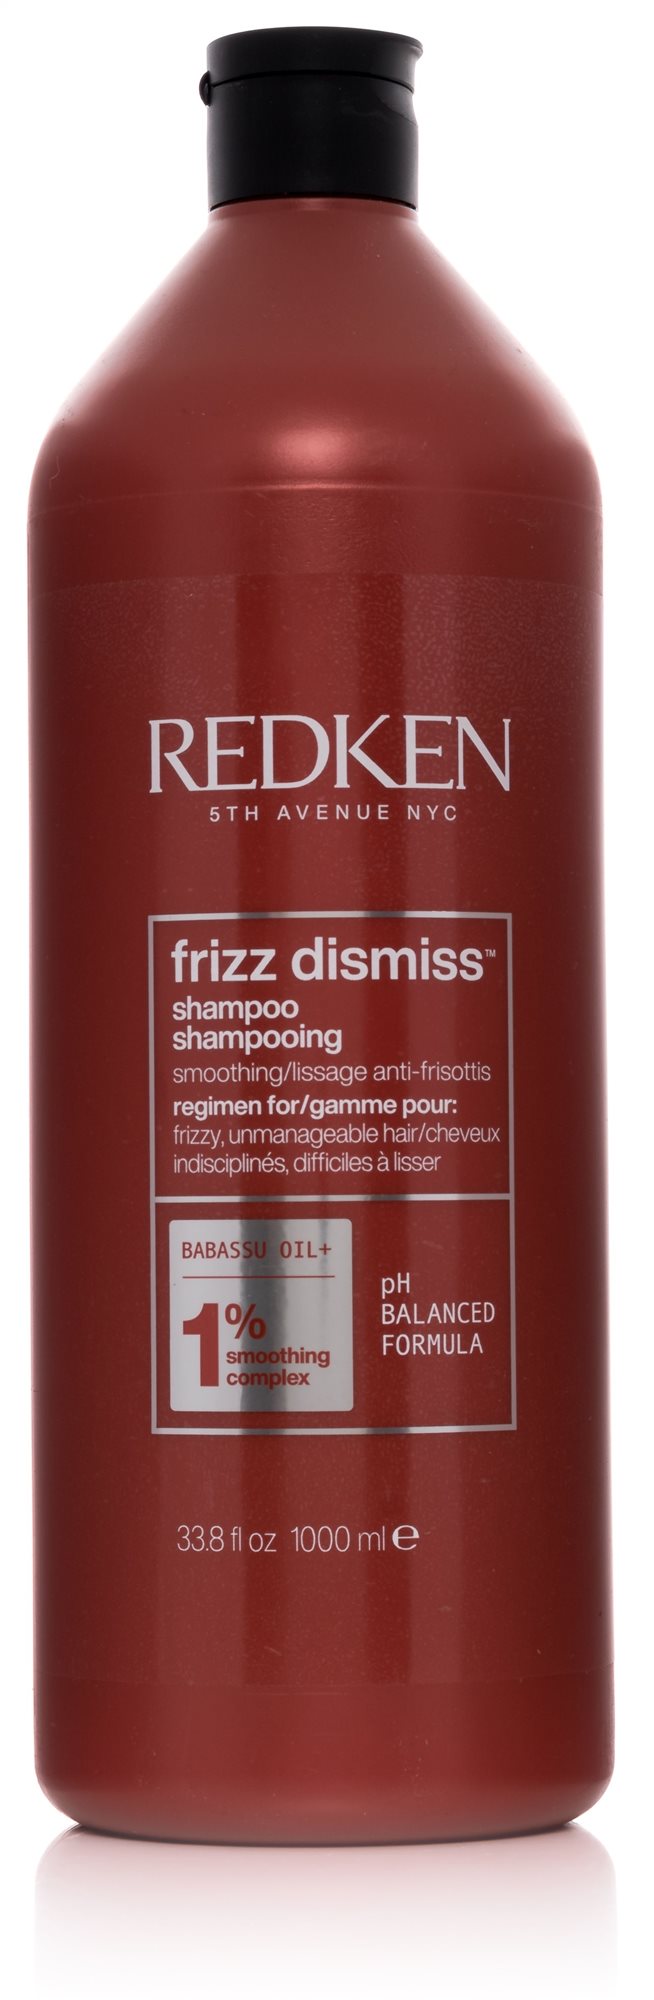 REDKEN
5TH AVENUE NYC
frizz dismiss™
shampoo
shampooing
smoothing/lissage anti-frisottis
regimen for/gamme pour:
frizzy, unmanageable hair/cheveux
indisciplinés, difficiles à lisser
BABASSU OIL+
1%
smoothing
complex
pH
BALANCED
FORMULA
33.8 fl oz 1000 ml ℮